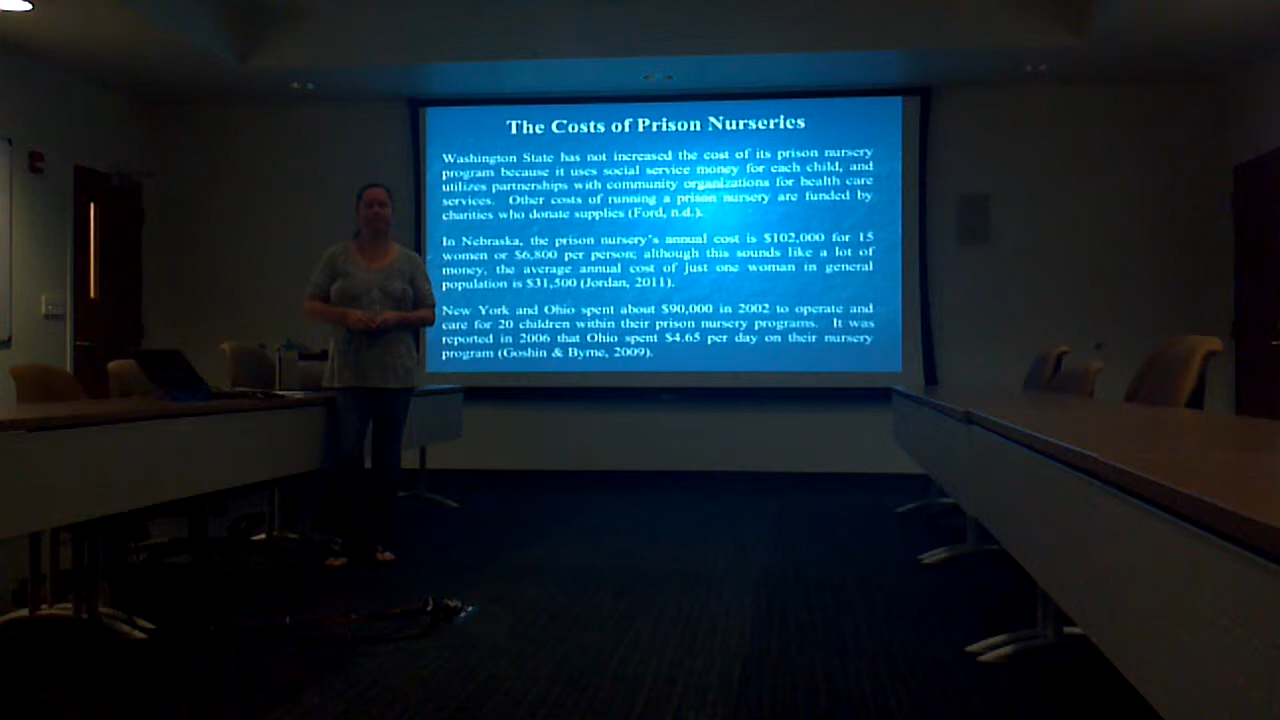 The Costs of Prison Nurseries
Washington State has not increased the cost of its prison nursery
program because it uses social service money for each child, and
utilizes partnerships with community organizations for health care
services. Other costs of running a prison nursery are funded by
charities who donate supplies (Ford, n.d.).
In Nebraska, the prison nursery's annual cost is $102,000 for 15
women or $6,800 per person; although this sounds like a lot of
money, the average annual cost of just one woman in general
population is $31,500 (Jordan, 2011).
New York and Ohio spent about $90,000 in 2002 to operate and
care for 20 children within their prison nursery programs. It was
reported in 2006 that Ohio spent $4.65 per day on their nursery
program (Goshin & Byrne, 2009).